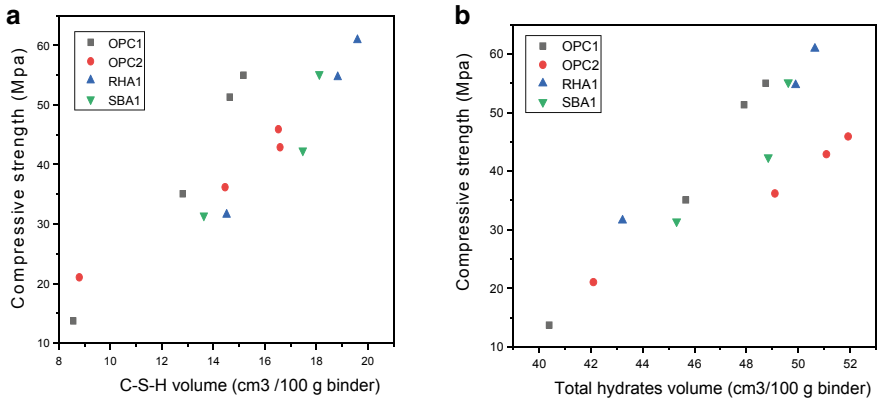 a
Compressive strength (Mpa)
60
50
40
30
20
10
OPC1
OPC2
RHA1
SBA1
8
10
12
14
16
18
20
C-S-H volume (cm3 /100 g binder)
b
Compressive strength (Mpa)
60
50
40
30
20
10
OPC1
OPC2
RHA1
SBA1
40
42
44
46
48
50
52
Total hydrates volume (cm3/100 g binder)